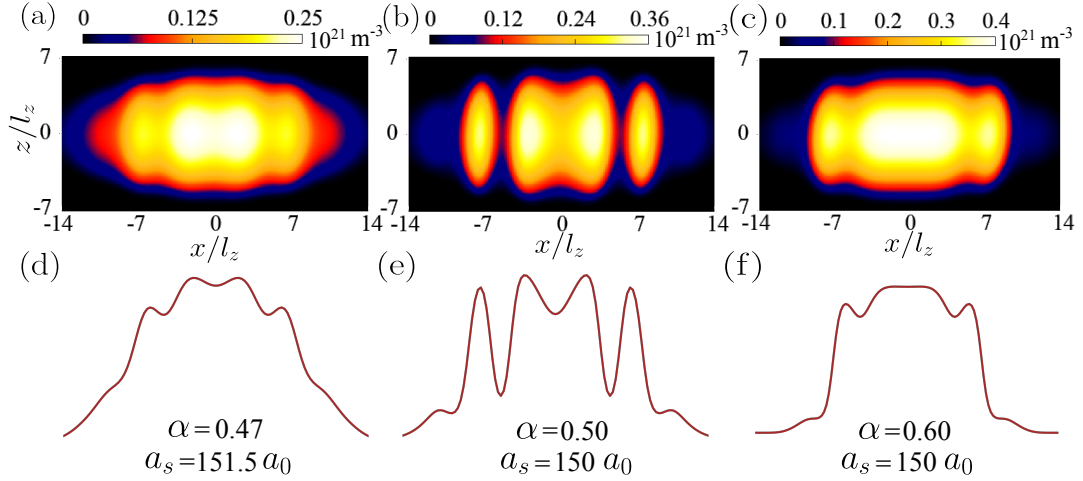 (a) 0 0.125 0.25 (b) 0 0.12 0.24 0.36 (c) 0 0.1 0.2 0.3 0.4
10²¹ m⁻³ 10²¹ m⁻³ 10²¹ m⁻³
7 7 7
z/l_z 0 0 0
-7 -7 -7
-14 -7 0 7 14 -14 -7 0 7 14 -14 -7 0 7 14
x/l_z x/l_z x/l_z
(d) (e) (f)
α=0.47 α=0.50 α=0.60
a_s=151.5 a_0 a_s=150 a_0 a_s=150 a_0